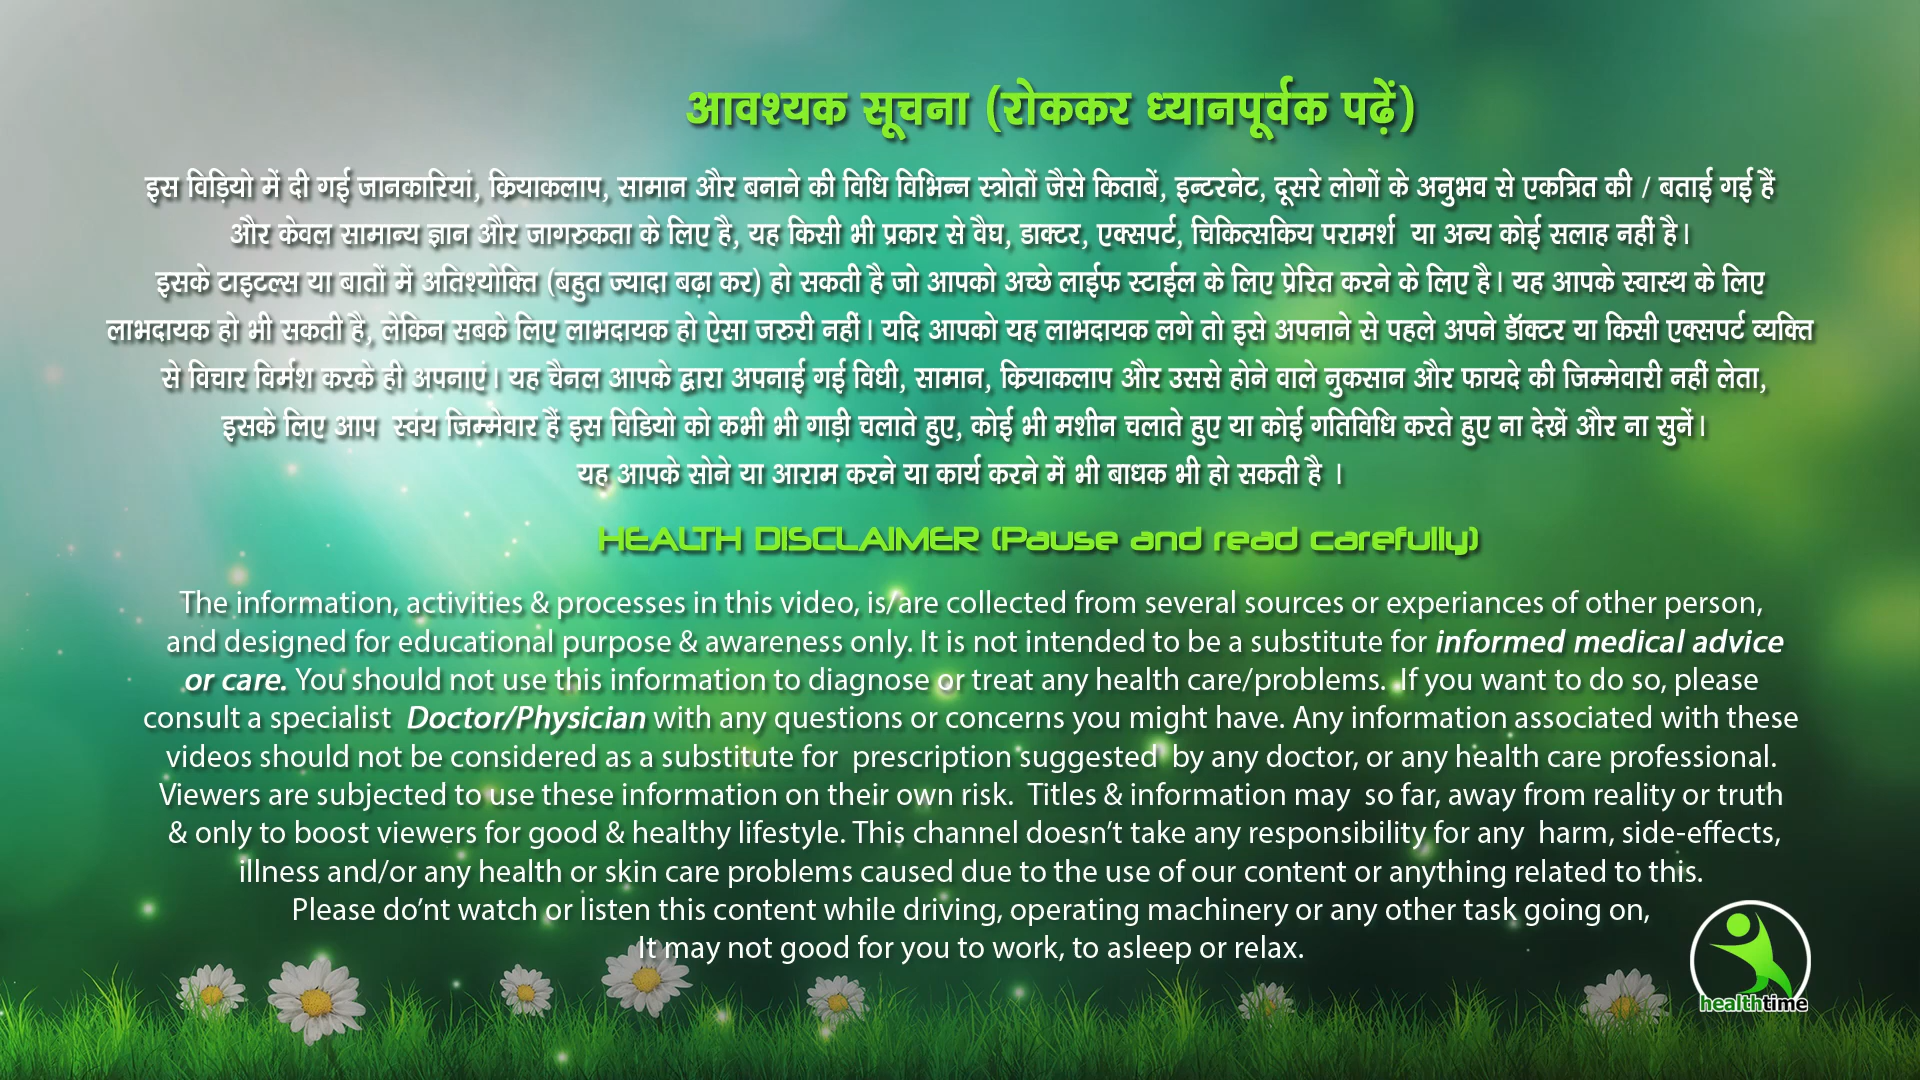 आवश्यक सूचना (रोककर ध्यानपूर्वक पढ़ें)
इस विड़ियो में दी गई जानकारियां, क्रियाकलाप, सामान और बनाने की विधि विभिन्न स्त्रोतों जैसे किताबें, इन्टरनेट, दूसरे लोगों के अनुभव से एकत्रित की / बताई गई हैं
और केवल सामान्य ज्ञान और जागरुकता के लिए है, यह किसी भी प्रकार से वैघ, डाक्टर, एक्सपर्ट, चिकित्सकिय परामर्श या अन्य कोई सलाह नहीं है।
इसके टाइटल्स या बातों में अतिश्योक्ति (बहुत ज्यादा बढ़ा कर) हो सकती है जो आपको अच्छे लाईफ स्टाईल के लिए प्रेरित करने के लिए है। यह आपके स्वास्थ के लिए
लाभदायक हो भी सकती है, लेकिन सबके लिए लाभदायक हो ऐसा जरुरी नहीं। यदि आपको यह लाभदायक लगे तो इसे अपनाने से पहले अपने डॉक्टर या किसी एक्सपर्ट व्यक्ति
से विचार विर्मश करके ही अपनाएं। यह चैनल आपके द्वारा अपनाई गई विधी, सामान, क्रियाकलाप और उससे होने वाले नुकसान और फायदे की जिम्मेवारी नहीं लेता,
इसके लिए आप स्वंय जिम्मेवार हैं इस विडियो को कभी भी गाड़ी चलाते हुए, कोई भी मशीन चलाते हुए या कोई गतिविधि करते हुए ना देखें और ना सुनें।
यह आपके सोने या आराम करने या कार्य करने में भी बाधक भी हो सकती है ।
HEALTH DISCLAIMER (Pause and read carefully)
The information, activities & processes in this video, is/are collected from several sources or experiances of other person,
and designed for educational purpose & awareness only. It is not intended to be a substitute for informed medical advice
or care. You should not use this information to diagnose or treat any health care/problems. If you want to do so, please
consult a specialist Doctor/Physician with any questions or concerns you might have. Any information associated with these
videos should not be considered as a substitute for prescription suggested by any doctor, or any health care professional.
Viewers are subjected to use these information on their own risk. Titles & information may so far, away from reality or truth
& only to boost viewers for good & healthy lifestyle. This channel doesn't take any responsibility for any harm, side-effects,
illness and/or any health or skin care problems caused due to the use of our content or anything related to this.
Please do'nt watch or listen this content while driving, operating machinery or any other task going on,
It may not good for you to work, to asleep or relax.
healthtime